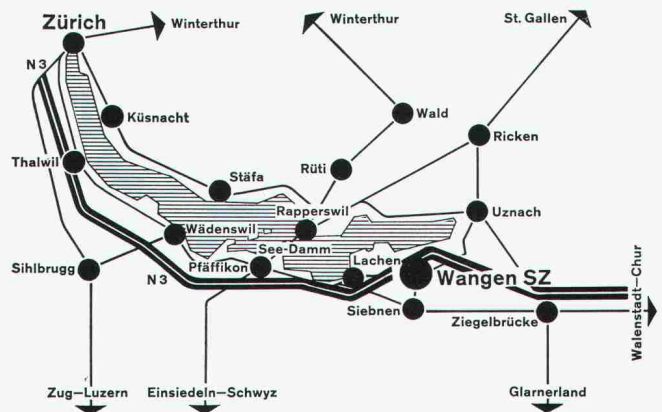 Zürich
Winterthur
Winterthur
St. Gallen
N 3
Küsnacht
Wald
Ricken
Thalwil
Stäfa
Rüti
Rapperswil
Uznach
Wädenswil
See-Damm
Sihlbrugg
N 3
Pfäffikon
Lachen
Wangen SZ
Siebnen
Ziegelbrücke
Walenstadt–Chur
Zug–Luzern
Einsiedeln–Schwyz
Glarnerland